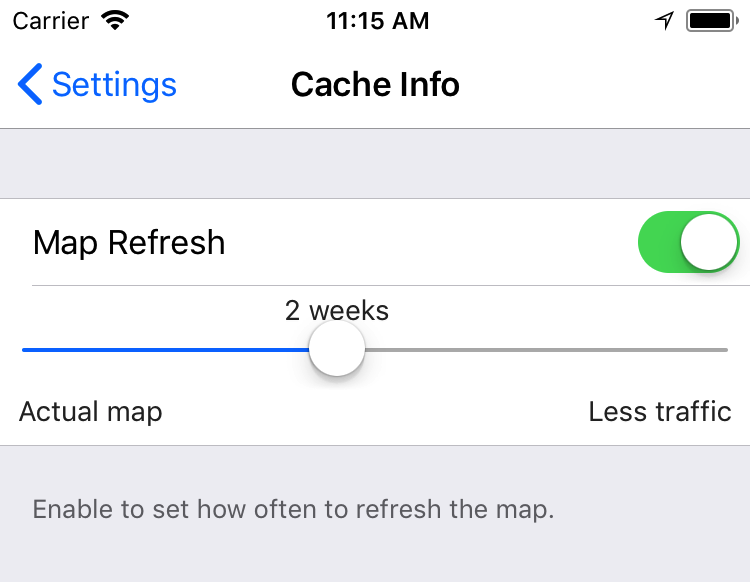 Carrier 11:15 AM
Settings Cache Info
Map Refresh
2 weeks
Actual map Less traffic
Enable to set how often to refresh the map.